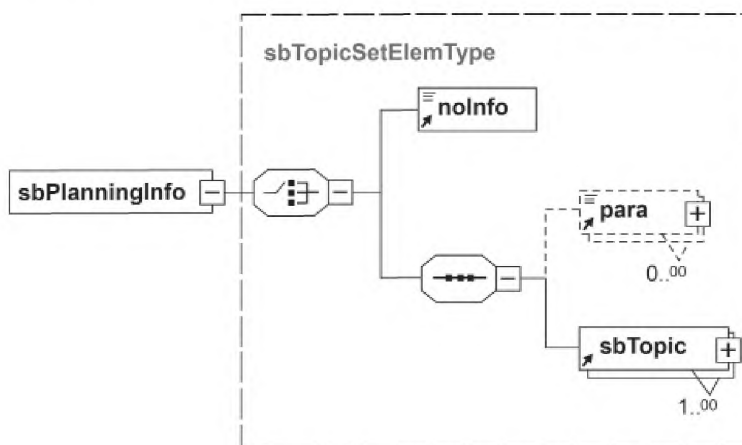 sbTopicSetElemType
noInfo
sbPlanningInfo
para
0..∞
sbTopic
1..∞